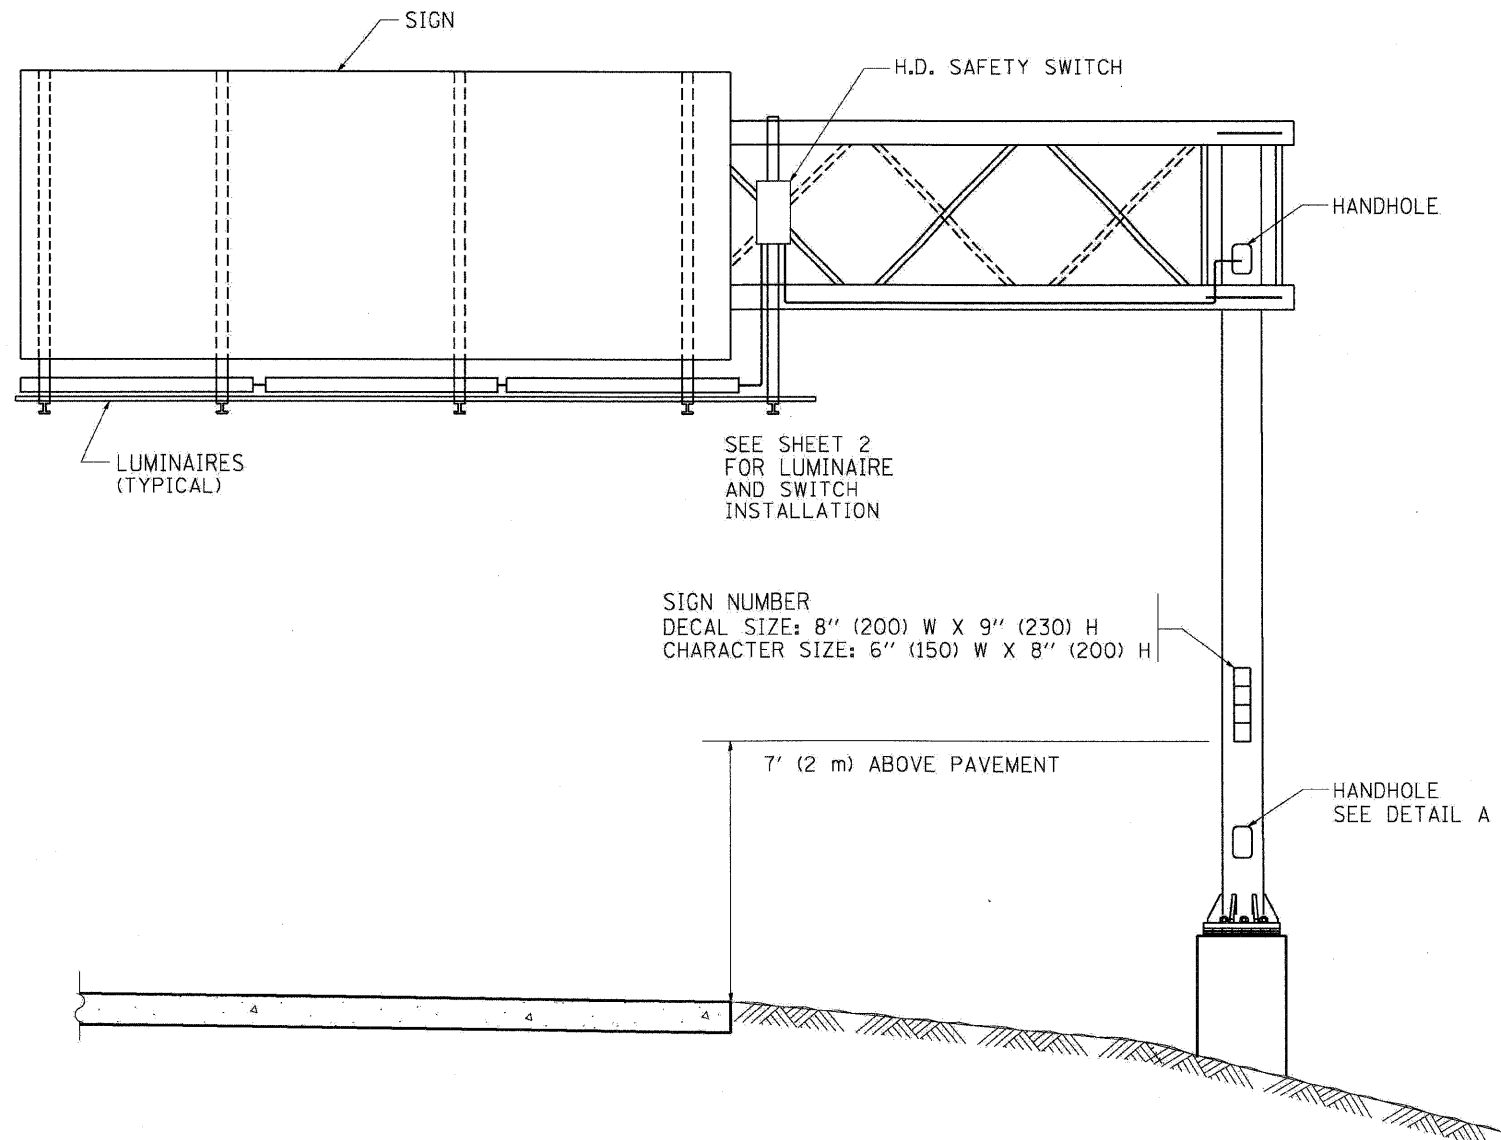 SIGN
H.D. SAFETY SWITCH
HANDHOLE
LUMINAIRES
(TYPICAL)
SEE SHEET 2
FOR LUMINAIRE
AND SWITCH
INSTALLATION
SIGN NUMBER
DECAL SIZE: 8" (200) W X 9" (230) H
CHARACTER SIZE: 6" (150) W X 8" (200) H
7' (2 m) ABOVE PAVEMENT
HANDHOLE
SEE DETAIL A